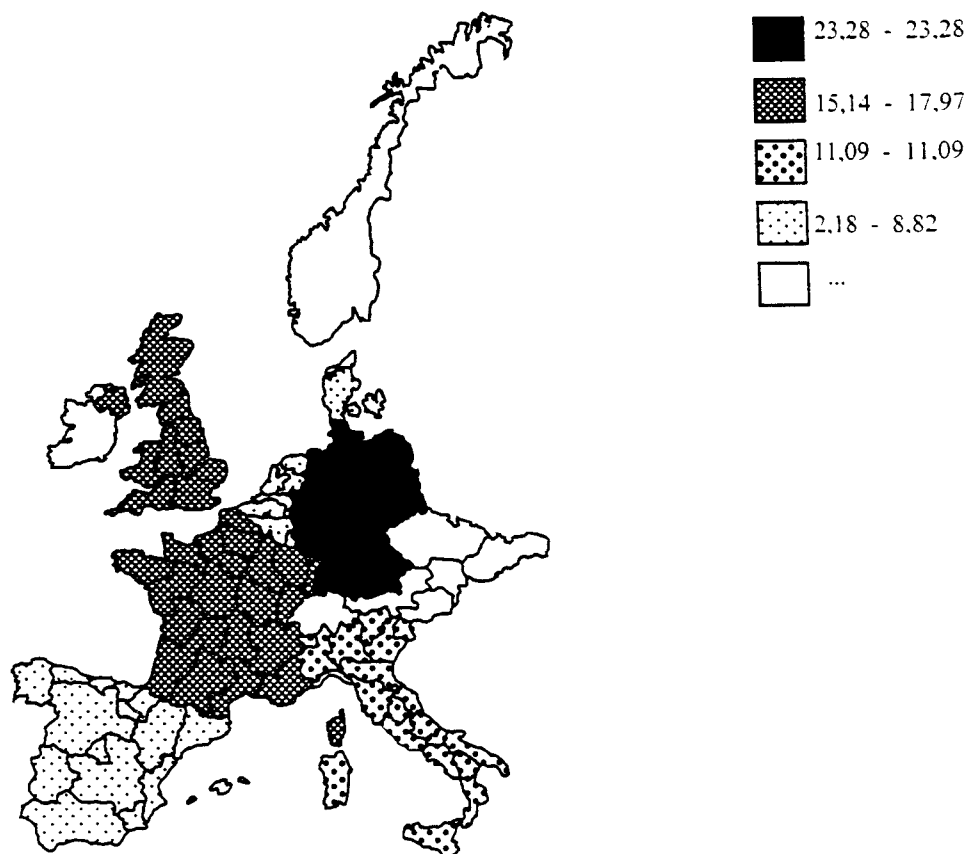 23,28 - 23,28
15,14 - 17,97
11,09 - 11,09
2,18 - 8,82
...